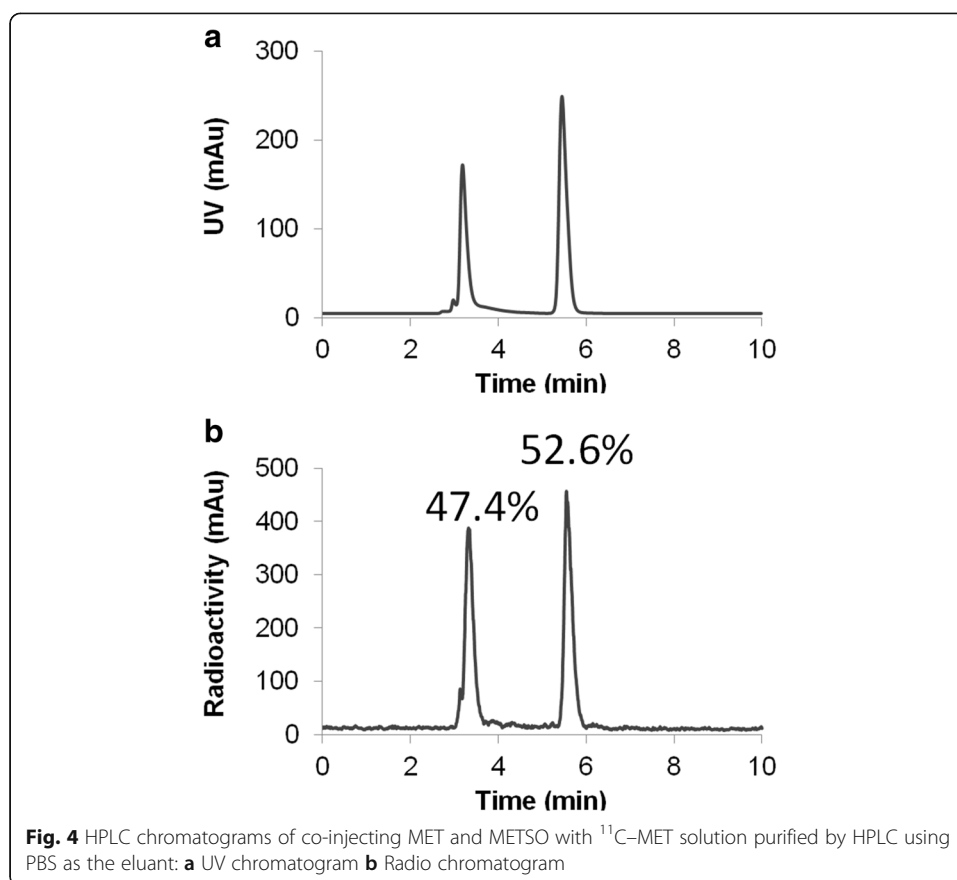 a
300
200
100
0
UV (mAu)
0 2 4 6 8 10
Time (min)
b
52.6%
47.4%
500
400
300
200
100
0
Radioactivity (mAu)
0 2 4 6 8 10
Time (min)
Fig. 4 HPLC chromatograms of co-injecting MET and METSO with ¹¹C–MET solution purified by HPLC using
PBS as the eluant: a UV chromatogram b Radio chromatogram